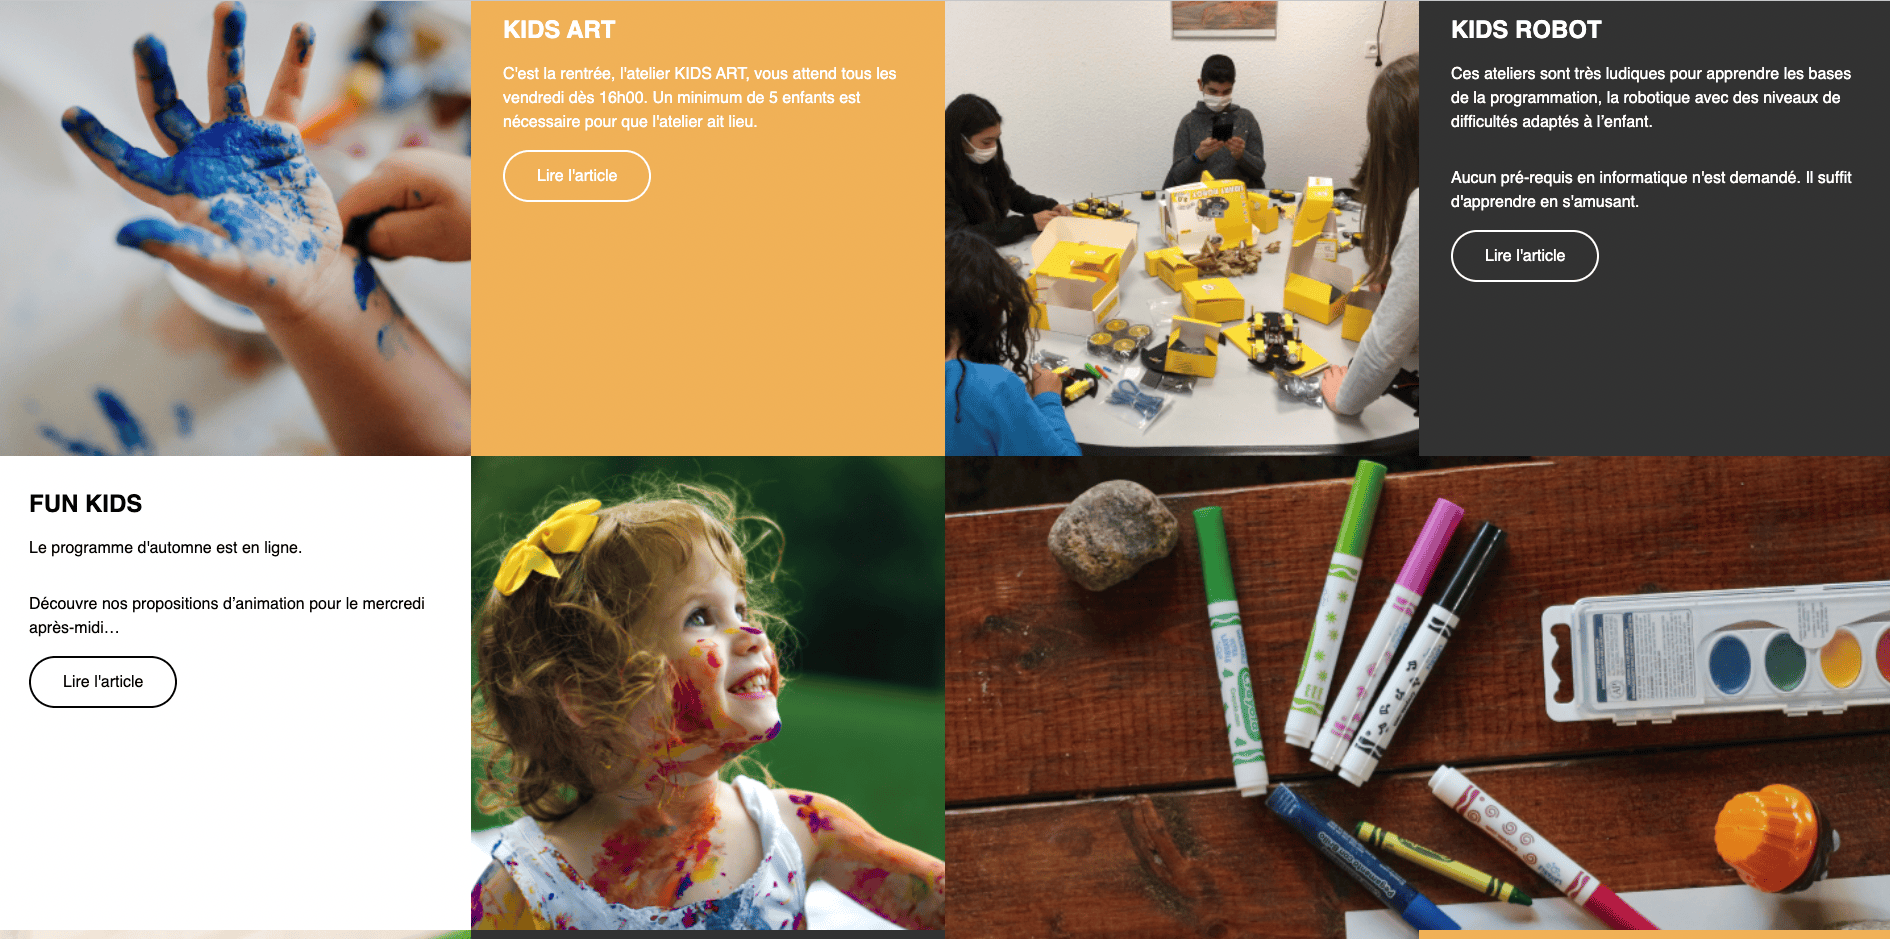 KIDS ART
C'est la rentrée, l'atelier KIDS ART, vous attend tous les
vendredi dès 16h00. Un minimum de 5 enfants est
nécessaire pour que l'atelier ait lieu.
Lire l'article
KIDS ROBOT
Ces ateliers sont très ludiques pour apprendre les bases
de la programmation, la robotique avec des niveaux de
difficultés adaptés à l’enfant.
Aucun pré-requis en informatique n'est demandé. Il suffit
d'apprendre en s'amusant.
Lire l'article
FUN KIDS
Le programme d'automne est en ligne.
Découvre nos propositions d’animation pour le mercredi
après-midi…
Lire l'article
Crayola